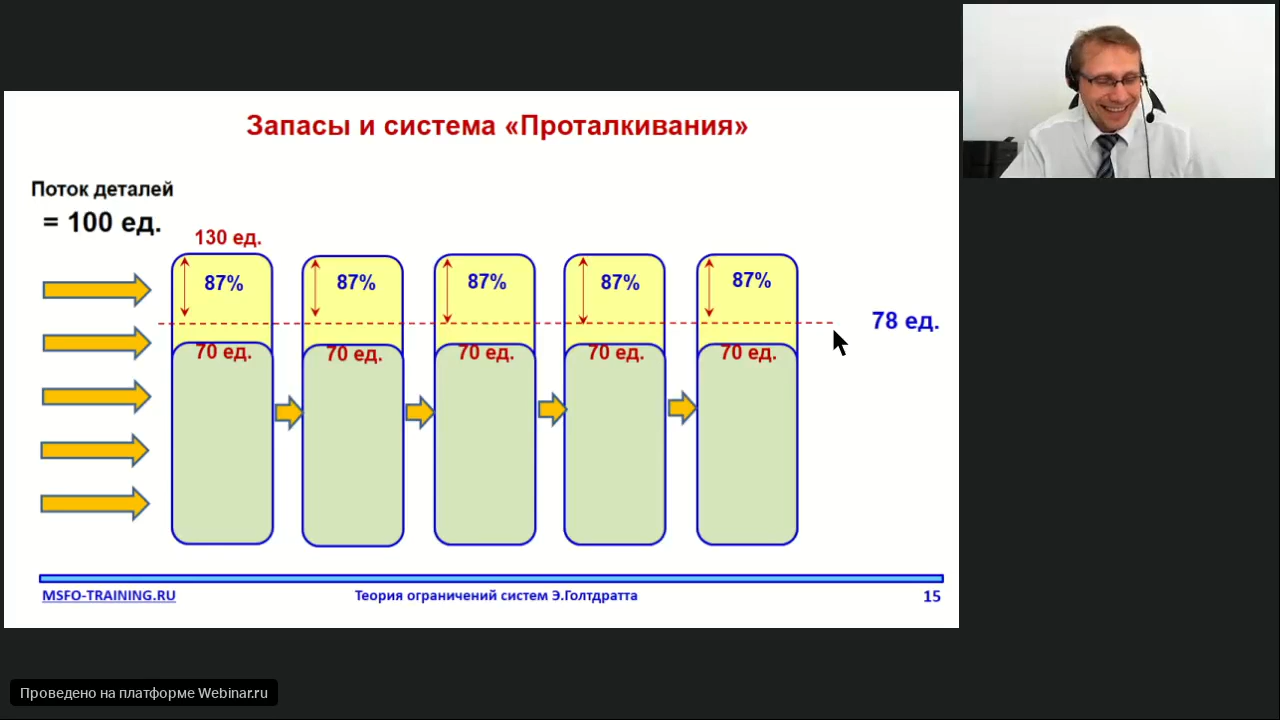 Запасы и система «Проталкивания»
Поток деталей
= 100 ед.
130 ед.
87% 87% 87% 87% 87%
78 ед.
70 ед. 70 ед. 70 ед. 70 ед. 70 ед.
MSFO-TRAINING.RU
Теория ограничений систем Э.Голтдратта
15
Проведено на платформе Webinar.ru